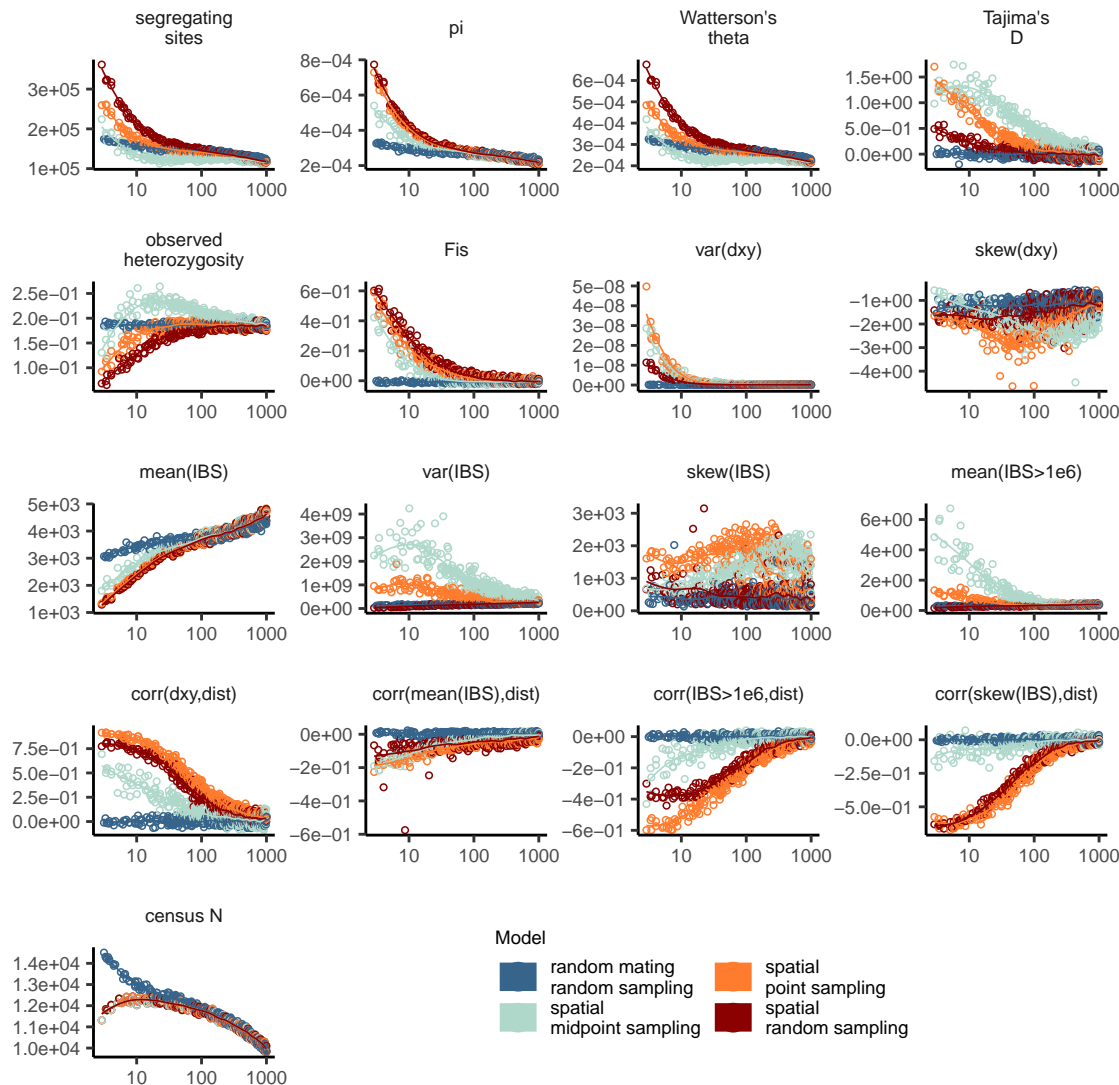 segregating
sites
pi
Watterson's
theta
Tajima's
D
3e+05
2e+05
1e+05
10 100 1000
8e−04
6e−04
4e−04
2e−04
10 100 1000
6e−04
5e−04
4e−04
3e−04
2e−04
10 100 1000
1.5e+00
1.0e+00
5.0e−01
0.0e+00
10 100 1000
observed
heterozygosity
Fis
var(dxy)
skew(dxy)
2.5e−01
2.0e−01
1.5e−01
1.0e−01
10 100 1000
6e−01
4e−01
2e−01
0e+00
10 100 1000
5e−08
4e−08
3e−08
2e−08
1e−08
0e+00
10 100 1000
−1e+00
−2e+00
−3e+00
−4e+00
10 100 1000
mean(IBS)
var(IBS)
skew(IBS)
mean(IBS>1e6)
5e+03
4e+03
3e+03
2e+03
1e+03
10 100 1000
4e+09
3e+09
2e+09
1e+09
0e+00
10 100 1000
3e+03
2e+03
1e+03
0e+00
10 100 1000
6e+00
4e+00
2e+00
0e+00
10 100 1000
corr(dxy,dist)
corr(mean(IBS),dist)
corr(IBS>1e6,dist)
corr(skew(IBS),dist)
7.5e−01
5.0e−01
2.5e−01
0.0e+00
10 100 1000
0e+00
−2e−01
−4e−01
−6e−01
10 100 1000
0e+00
−2e−01
−4e−01
−6e−01
10 100 1000
0.0e+00
−2.5e−01
−5.0e−01
10 100 1000
census N
1.4e+04
1.3e+04
1.2e+04
1.1e+04
1.0e+04
10 100 1000
Model
random mating
random sampling
spatial
midpoint sampling
spatial
point sampling
spatial
random sampling